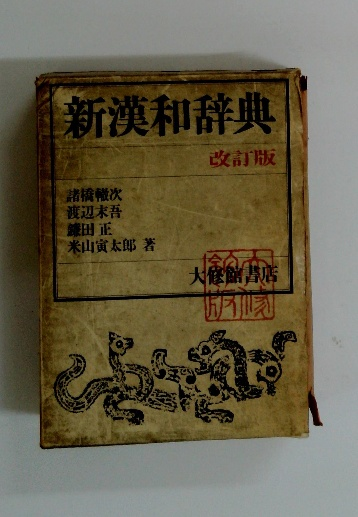 新漢和辞典
改訂版
諸橋轍次
渡辺末吾
鎌田正
米山寅太郎 著
大修館書店